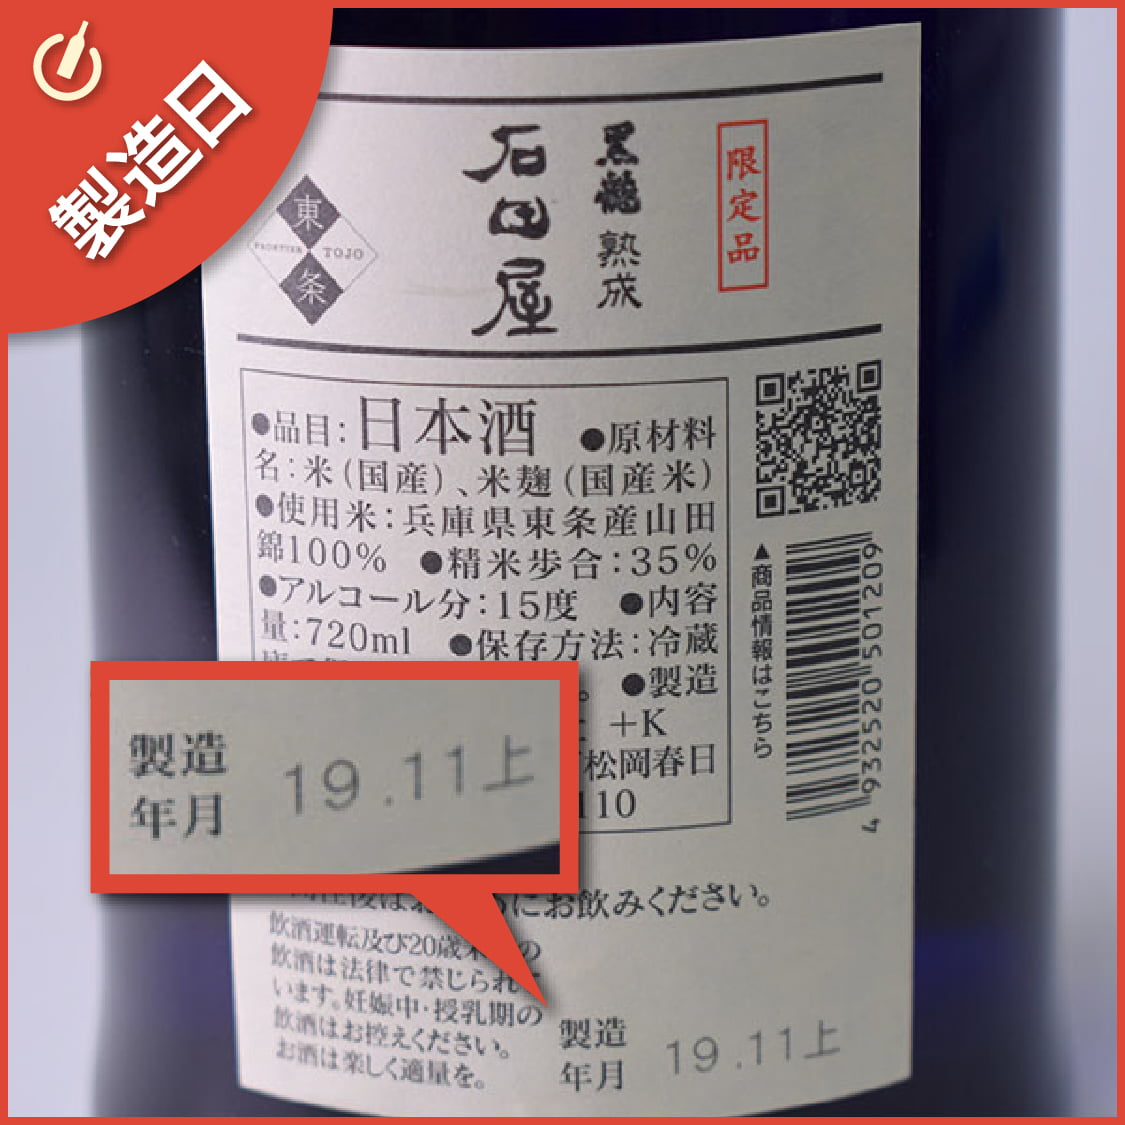 製造日
限定品
黒龍 熟成
石田屋
東条
FRONTIER TOJO
●品目:日本酒 ●原材料
名:米(国産)、米麹(国産米)
●使用米:兵庫県東条産山田
錦100% ●精米歩合:35%
●アルコール分:15度 ●内容
量:720ml ●保存方法:冷蔵
。●製造
+K
松岡春日
110
▲商品情報はこちら
4 932520 501209
製造
年月
19.11上
にお飲みください。
飲酒運転及び20歳未 の
飲酒は法律で禁じられて
います。妊娠中・授乳期の
飲酒はお控えください。
お酒は楽しく適量を。
製造
年月
19.11上